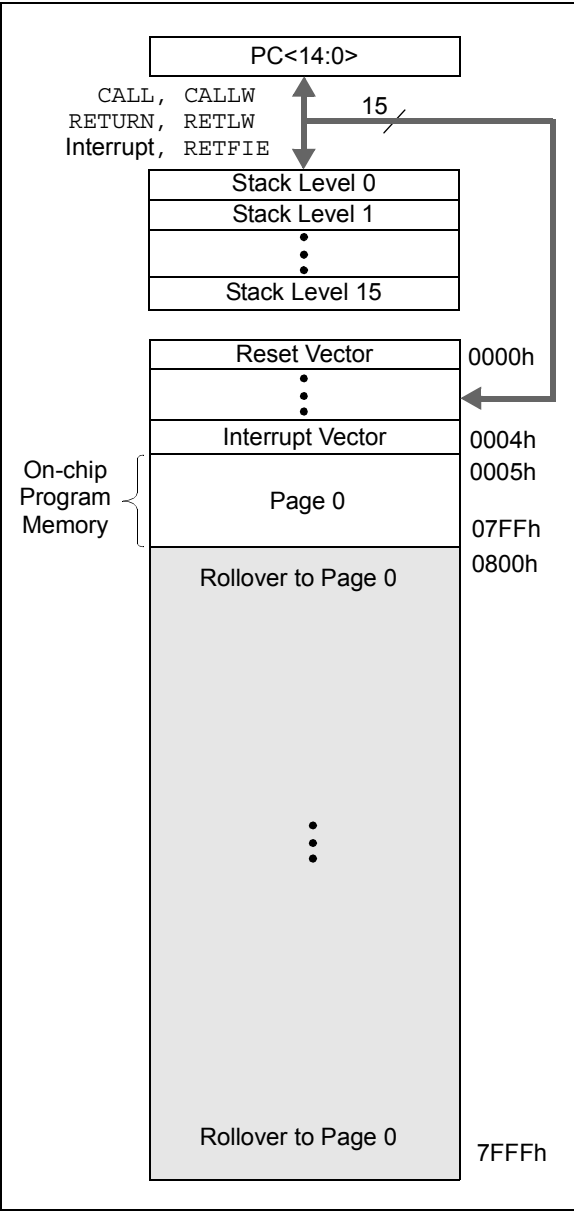 PC<14:0>
CALL, CALLW
RETURN, RETLW
Interrupt, RETFIE
15
Stack Level 0
Stack Level 1
Stack Level 15
Reset Vector
0000h
Interrupt Vector
0004h
On-chip
Program
Memory
0005h
Page 0
07FFh
0800h
Rollover to Page 0
Rollover to Page 0
7FFFh